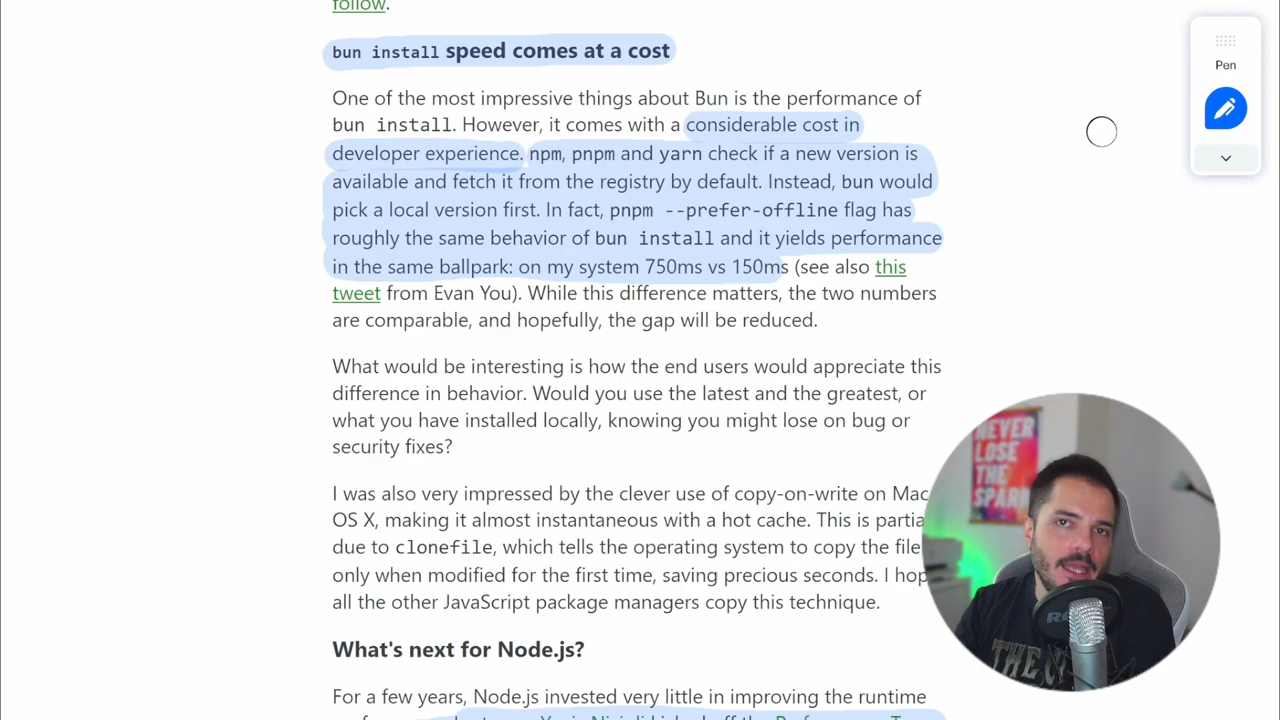 follow.
bun install speed comes at a cost
One of the most impressive things about Bun is the performance of
bun install. However, it comes with a considerable cost in
developer experience. npm, pnpm and yarn check if a new version is
available and fetch it from the registry by default. Instead, bun would
pick a local version first. In fact, pnpm --prefer-offline flag has
roughly the same behavior of bun install and it yields performance
in the same ballpark: on my system 750ms vs 150ms (see also this
tweet from Evan You). While this difference matters, the two numbers
are comparable, and hopefully, the gap will be reduced.
What would be interesting is how the end users would appreciate this
difference in behavior. Would you use the latest and the greatest, or
what you have installed locally, knowing you might lose on bug or
security fixes?
I was also very impressed by the clever use of copy-on-write on Mac
OS X, making it almost instantaneous with a hot cache. This is partia
due to clonefile, which tells the operating system to copy the file
only when modified for the first time, saving precious seconds. I hop
all the other JavaScript package managers copy this technique.
What's next for Node.js?
For a few years, Node.js invested very little in improving the runtime
Pen
NEVER
LOSE
THE
SPARK
THE